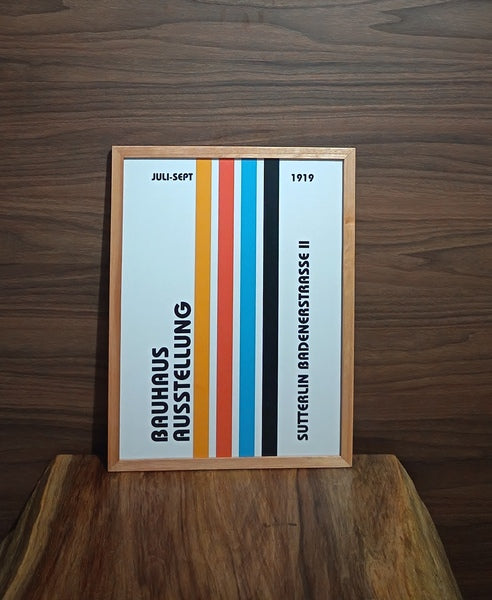 JULI-SEPT
1919
BAUHAUS
AUSSTELLUNG
SUTTERLIN BADENERSTRASSE II